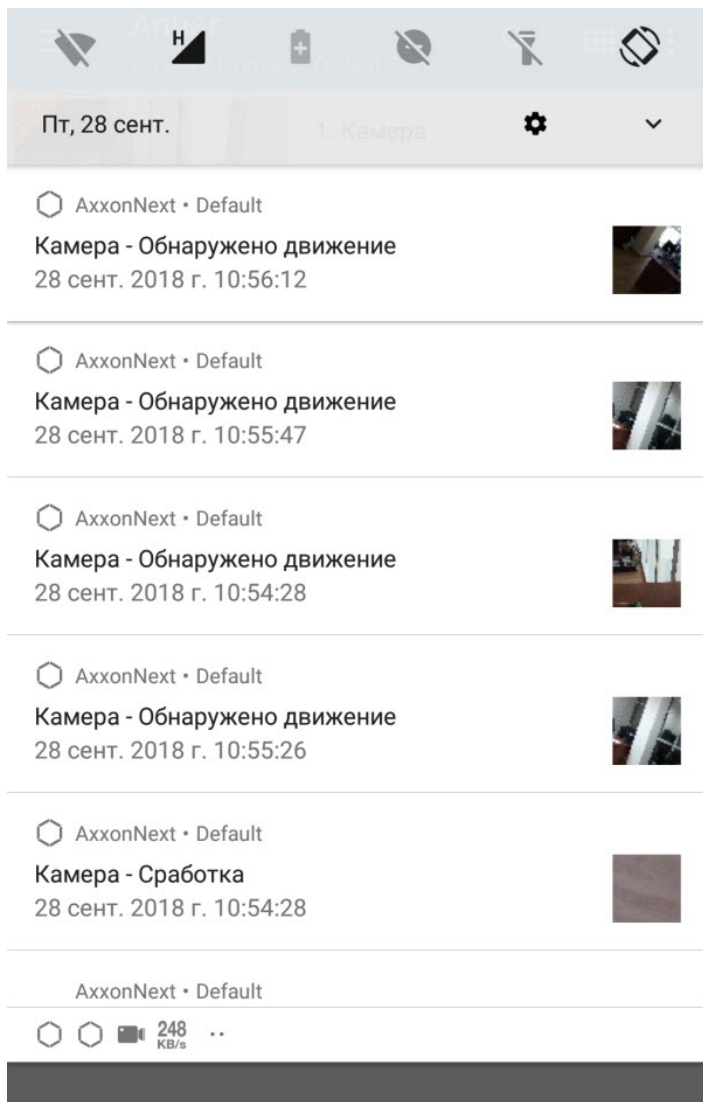 Anuar
H
Пт, 28 сент.
1. Камера
AxxonNext • Default
Камера - Обнаружено движение
28 сент. 2018 г. 10:56:12
AxxonNext • Default
Камера - Обнаружено движение
28 сент. 2018 г. 10:55:47
AxxonNext • Default
Камера - Обнаружено движение
28 сент. 2018 г. 10:54:28
AxxonNext • Default
Камера - Обнаружено движение
28 сент. 2018 г. 10:55:26
AxxonNext • Default
Камера - Сработка
28 сент. 2018 г. 10:54:28
AxxonNext • Default
248
KB/s